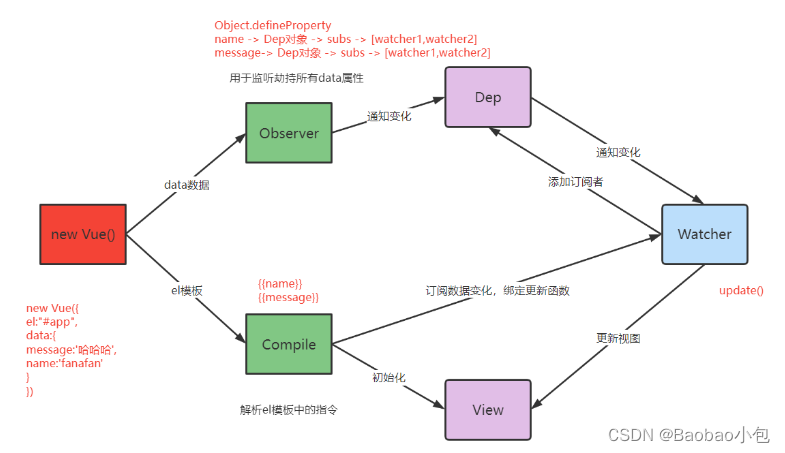 Object.defineProperty
name -> Dep对象 -> subs -> [watcher1,watcher2]
message-> Dep对象 -> subs -> [watcher1,watcher2]
用于监听劫持所有data属性
Observer
通知变化
Dep
通知变化
data数据
添加订阅者
new Vue()
Watcher
el模板
{{name}}
{{message}}
订阅数据变化，绑定更新函数
update()
new Vue({
el:"#app",
data:{
message:'哈哈哈',
name:'fanafan'
}
})
Compile
更新视图
初始化
解析el模板中的指令
View
CSDN @Baobao小包